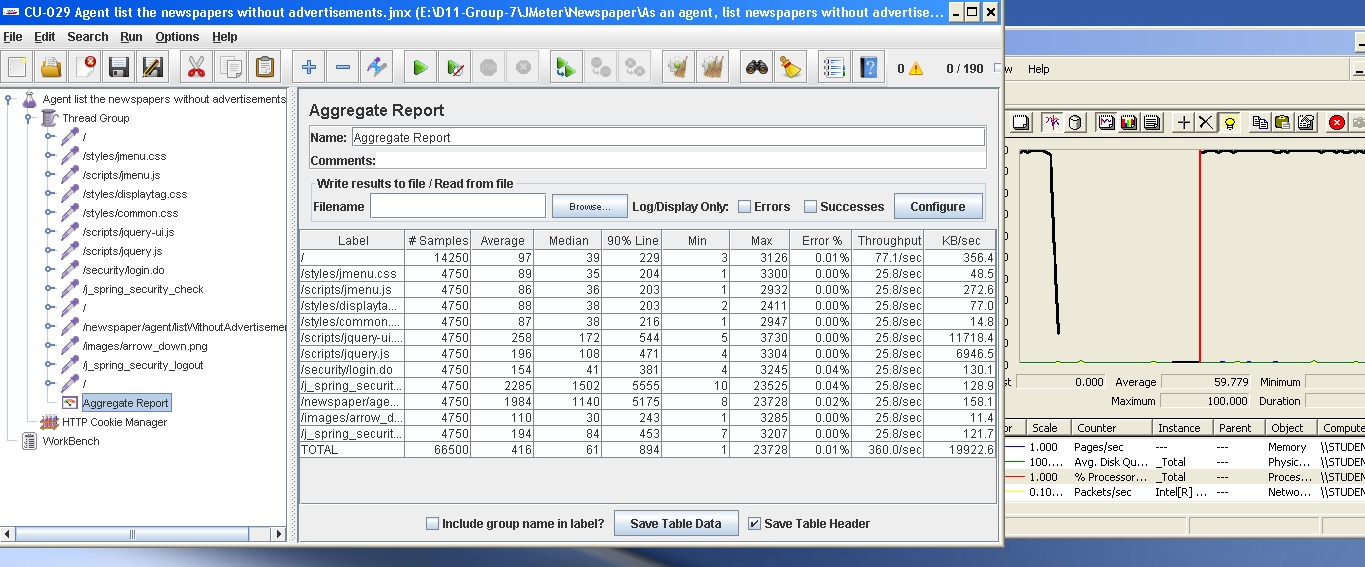 CU-029 Agent list the newspapers without advertisements.jmx (E:\D11-Group-7\JMeter\Newspaper\As an agent, list newspapers without advertise...
File Edit Search Run Options Help
0 0 / 190
Agent list the newspapers without advertisements
Thread Group
/
/styles/jmenu.css
/scripts/jmenu.js
/styles/displaytag.css
/styles/common.css
/scripts/jquery-ui.js
/scripts/jquery.js
/security/login.do
/j_spring_security_check
/
/newspaper/agent/listWithoutAdvertisemen
/images/arrow_down.png
/j_spring_security_logout
/
Aggregate Report
HTTP Cookie Manager
WorkBench
Aggregate Report
Name: Aggregate Report
Comments:
Write results to file / Read from file
Filename Browse... Log/Display Only: Errors Successes Configure
Label # Samples Average Median 90% Line Min Max Error % Throughput KB/sec
/ 14250 97 39 229 3 3126 0.01% 77.1/sec 356.4
/styles/jmenu.css 4750 89 35 204 1 3300 0.00% 25.8/sec 48.5
/scripts/jmenu.js 4750 86 36 203 1 2932 0.00% 25.8/sec 272.6
/styles/displayta... 4750 88 38 203 2 2411 0.00% 25.8/sec 77.0
/styles/common.... 4750 87 38 216 1 2947 0.00% 25.8/sec 14.8
/scripts/jquery-ui.... 4750 258 172 544 5 3730 0.00% 25.8/sec 11718.4
/scripts/jquery.js 4750 196 108 471 4 3304 0.00% 25.8/sec 6946.5
/security/login.do 4750 154 41 381 4 3245 0.04% 25.8/sec 130.1
/j_spring_securit... 4750 2285 1502 5555 10 23525 0.04% 25.8/sec 128.9
/newspaper/age... 4750 1984 1140 5175 8 23728 0.02% 25.8/sec 158.1
/images/arrow_d... 4750 110 30 243 1 3285 0.00% 25.8/sec 11.4
/j_spring_securit... 4750 194 84 453 7 3207 0.00% 25.8/sec 121.7
TOTAL 66500 416 61 894 1 23728 0.01% 360.0/sec 19922.6
Include group name in label? Save Table Data Save Table Header
w Help
st 0.000 Average 59.779 Minimum
Maximum 100.000 Duration
or Scale Counter Instance Parent Object Compute
1.000 Pages/sec --- --- Memory \\STUDEN
100.... Avg. Disk Qu... _Total --- Physic... \\STUDEN
1.000 % Processor... _Total --- Proces... \\STUDEN
0.10... Packets/sec Intel[R] ... --- Netwo... \\STUDEN